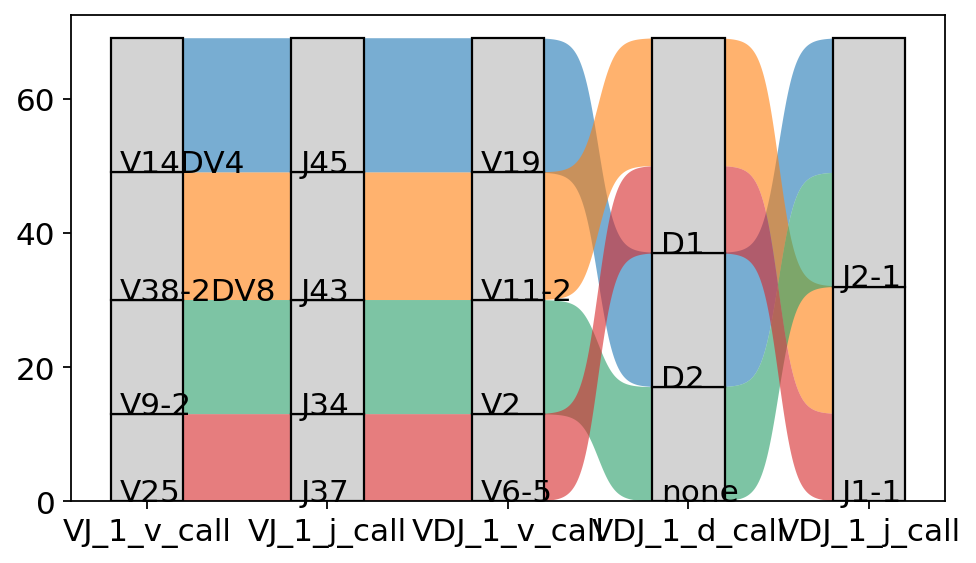 60
40
20
0
V14DV4 J45 V19
D1
V38-2DV8 J43 V11-2
J2-1
D2
V9-2 J34 V2
V25 J37 V6-5 none J1-1
VJ_1_v_call VJ_1_j_call VDJ_1_v_call VDJ_1_d_call VDJ_1_j_call